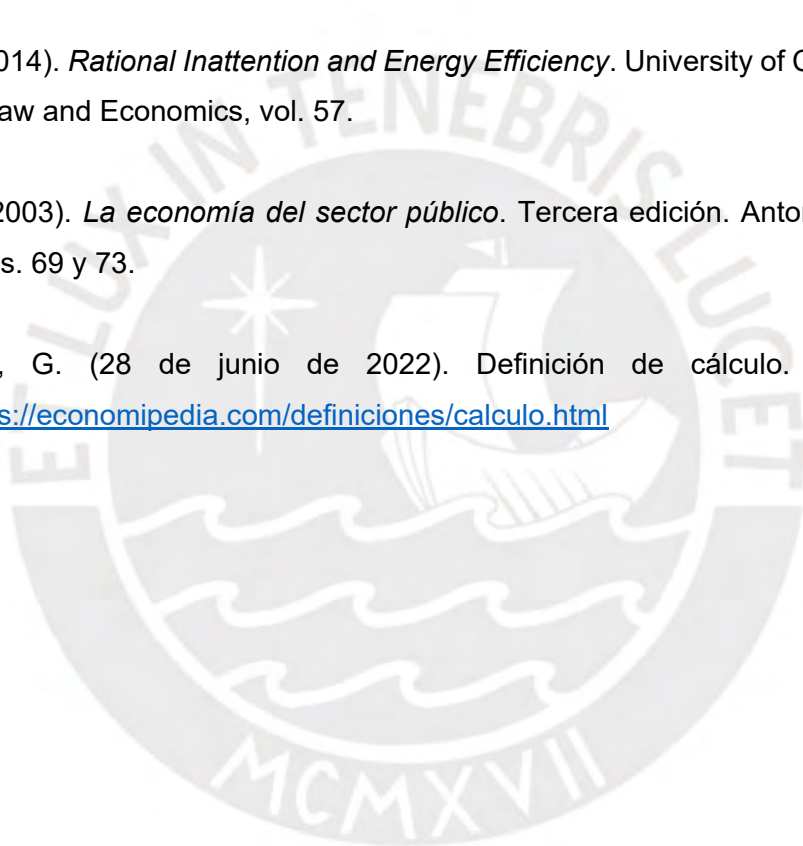 014). Rational Inattention and Energy Efficiency. University of
aw and Economics, vol. 57.
2003). La economía del sector público. Tercera edición.
s. 69 y 73.
, G. (28 de junio de 2022). Definición de cálculo.
s://economipedia.com/definiciones/calculo.html
ET LUX IN TENEBRIS LUCET
MCMXVII